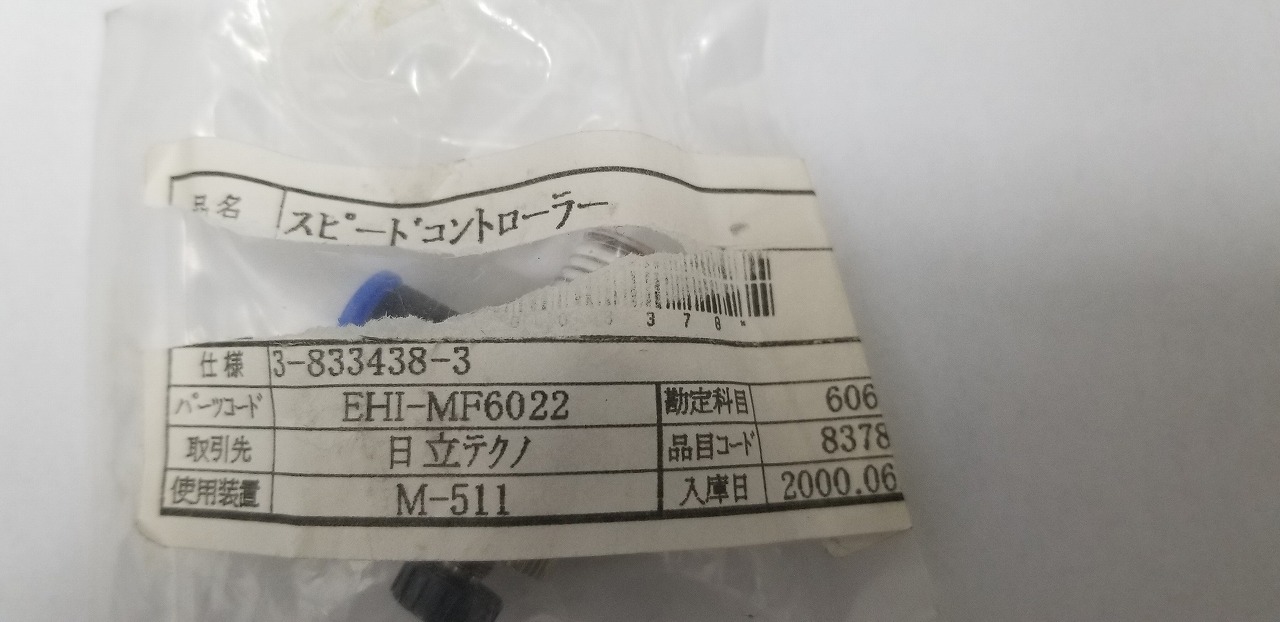 品名 スピードコントローラー
378*
仕様 3-833438-3
パーツコード EHI-MF6022 勘定科目 606
取引先 日立テクノ 品目コード 8378
使用装置 M-511 入庫日 2000.06